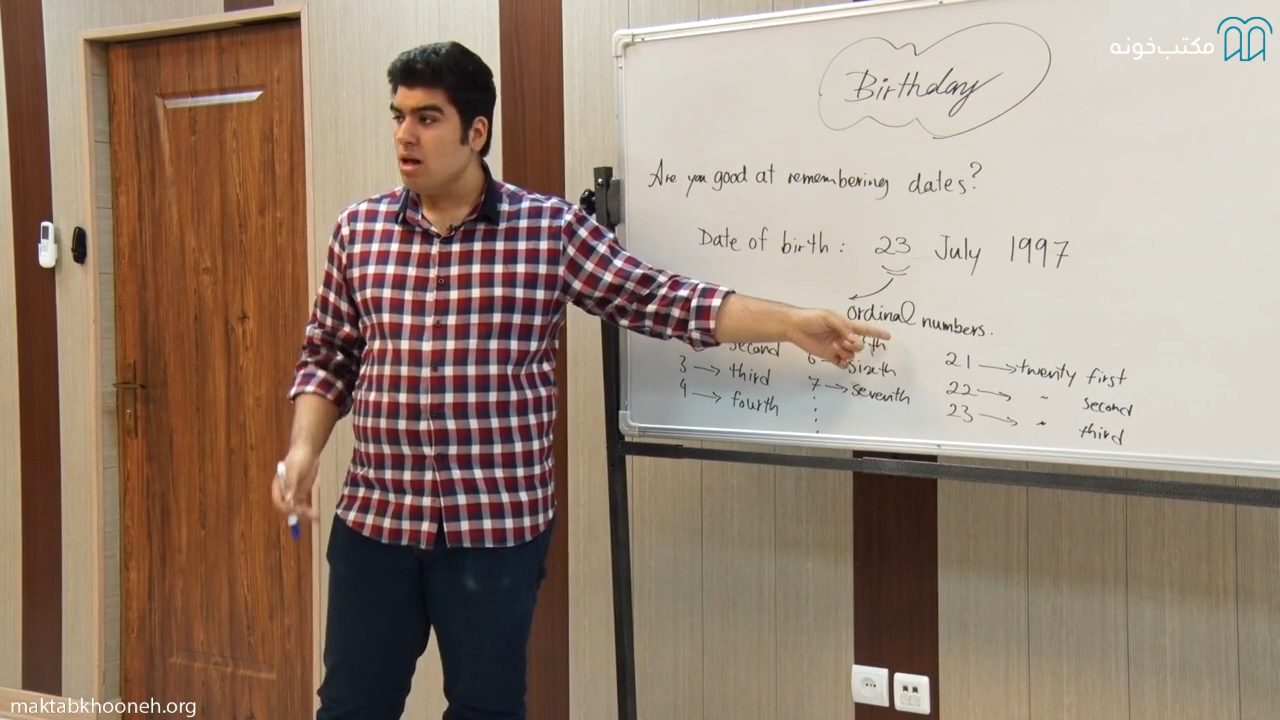 مکتب‌خونه
Birthday
Are you good at remembering dates?
Date of birth : 23 July 1997
ordinal numbers.
second
3 → third
4 → fourth
6 → sixth
7 → seventh
21 → twenty first
22 → " second
23 → " third
maktabkhooneh.org